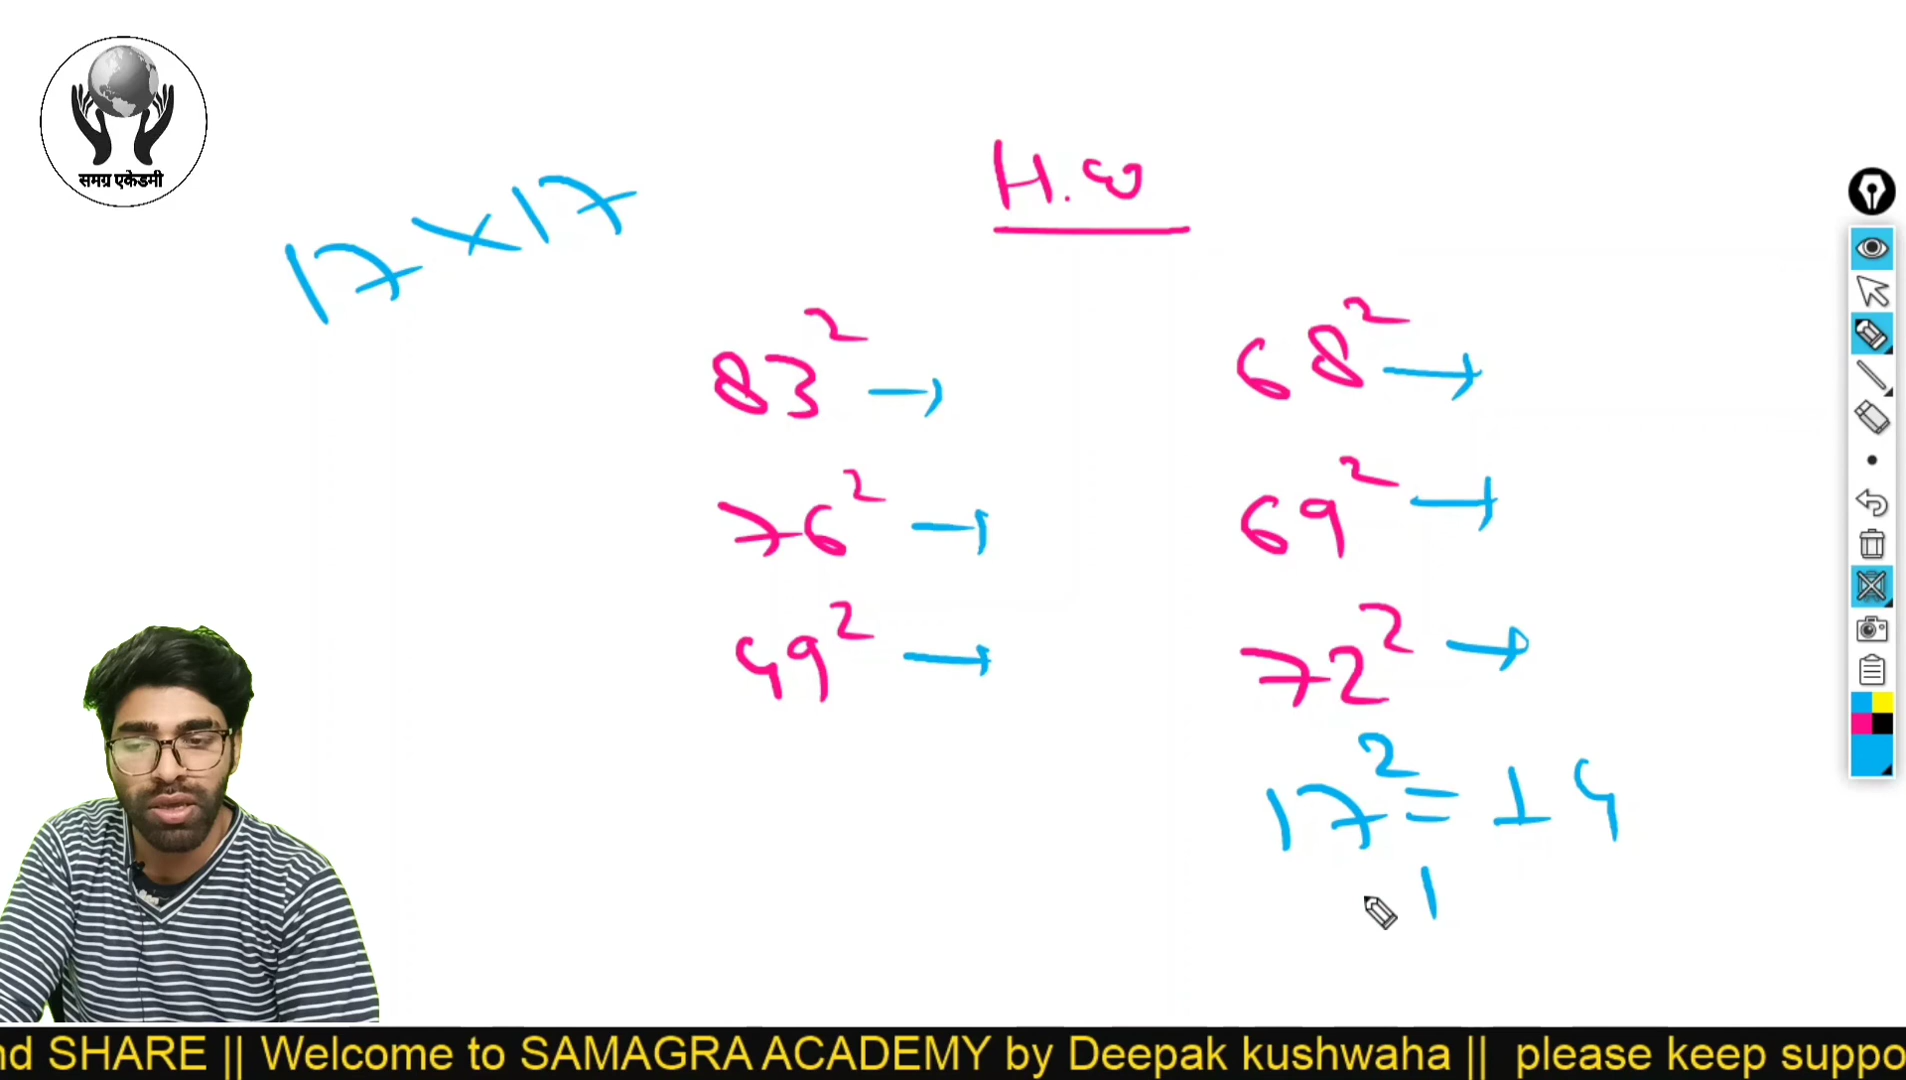 समग्र एकेडमी
H.W
17×17
83² →
68² →
76² →
69² →
49² →
72² →
17² = 1 4
1
nd SHARE || Welcome to SAMAGRA ACADEMY by Deepak kushwaha || please keep suppo